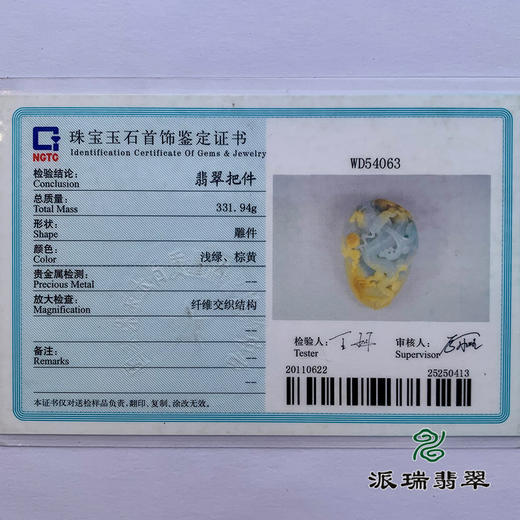 NGTC
珠宝玉石首饰鉴定证书
Identification Certificate Of Gems & Jewelry
检验结论:
Conclusion
翡翠把件
总质量:
Total Mass
331.94g
形状:
Shape
雕件
颜色:
Color
浅绿、棕黄
贵金属检测:
Precious Metal
--
放大检查:
Magnification
纤维交织结构
--
备注:
Remarks
--
--
本证书仅对送检样品负责,翻印、复制、涂改无效。
WD54063
检验人:
Tester
审核人:
Supervisor
20110622
25250413
派瑞翡翠